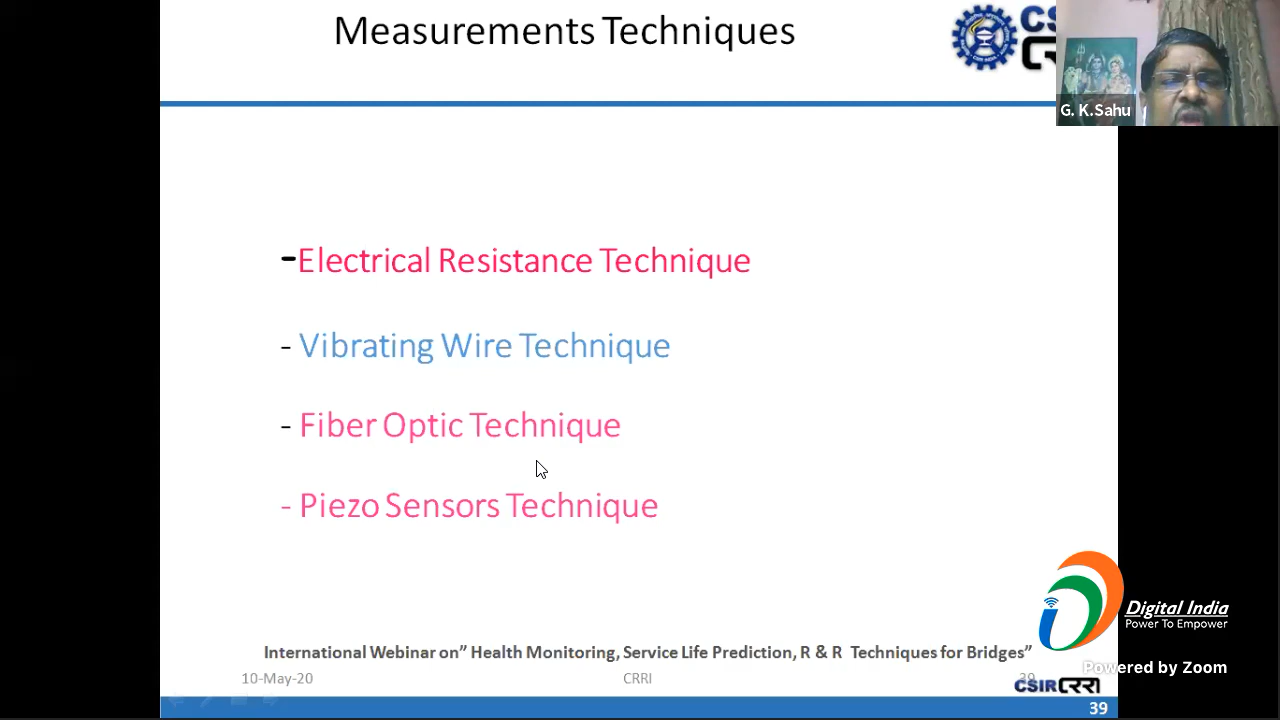 Measurements Techniques
CS
G. K.Sahu
-Electrical Resistance Technique
- Vibrating Wire Technique
- Fiber Optic Technique
- Piezo Sensors Technique
Digital India
Power To Empower
International Webinar on” Health Monitoring, Service Life Prediction, R & R Techniques for Bridges”
Powered by Zoom
10-May-20
CRRI
39
CSIR CRRI
39